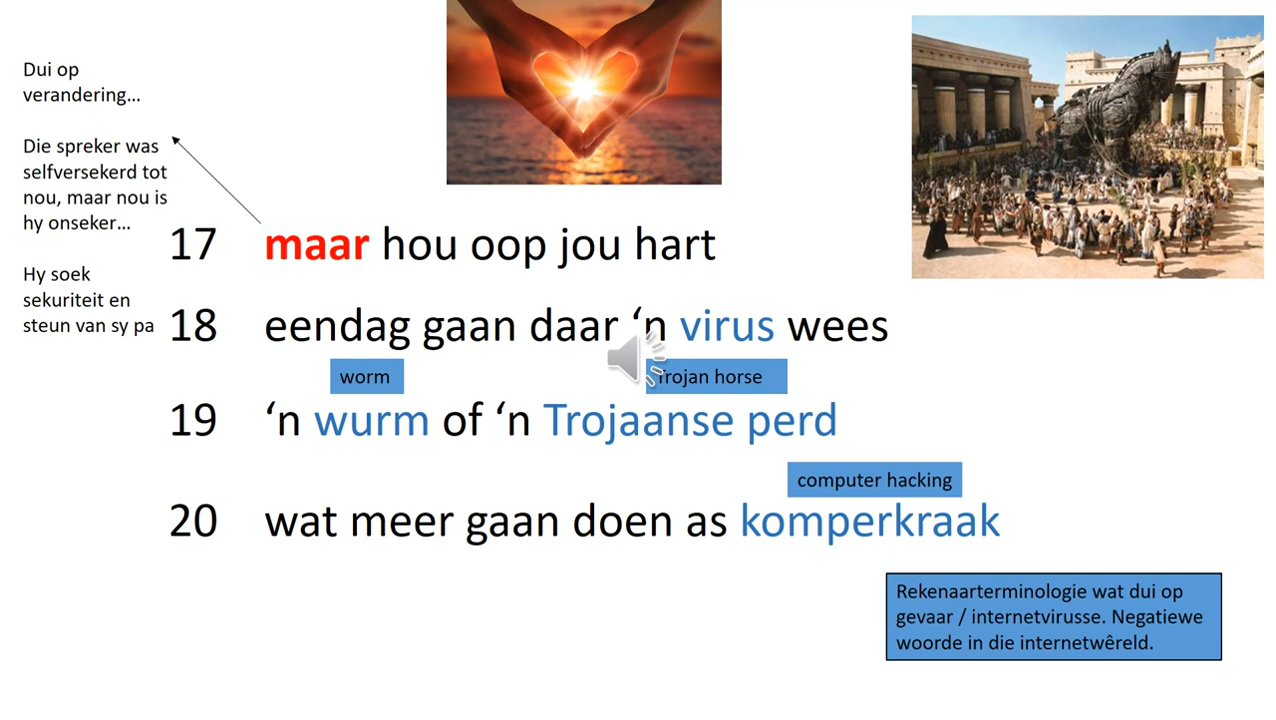 Dui op
verandering…
Die spreker was
selfversekerd tot
nou, maar nou is
hy onseker…
Hy soek
sekuriteit en
steun van sy pa
17 maar hou oop jou hart
18 eendag gaan daar ‘n virus wees
worm
Trojan horse
19 ‘n wurm of ‘n Trojaanse perd
computer hacking
20 wat meer gaan doen as komperkraak
Rekenaarterminologie wat dui op
gevaar / internetvirusse. Negatiewe
woorde in die internetwêreld.